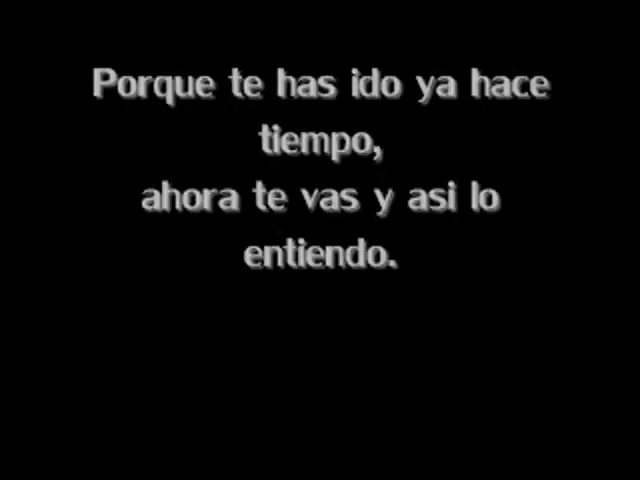 Porque te has ido ya hace
tiempo,
ahora te vas y asi lo
entiendo.